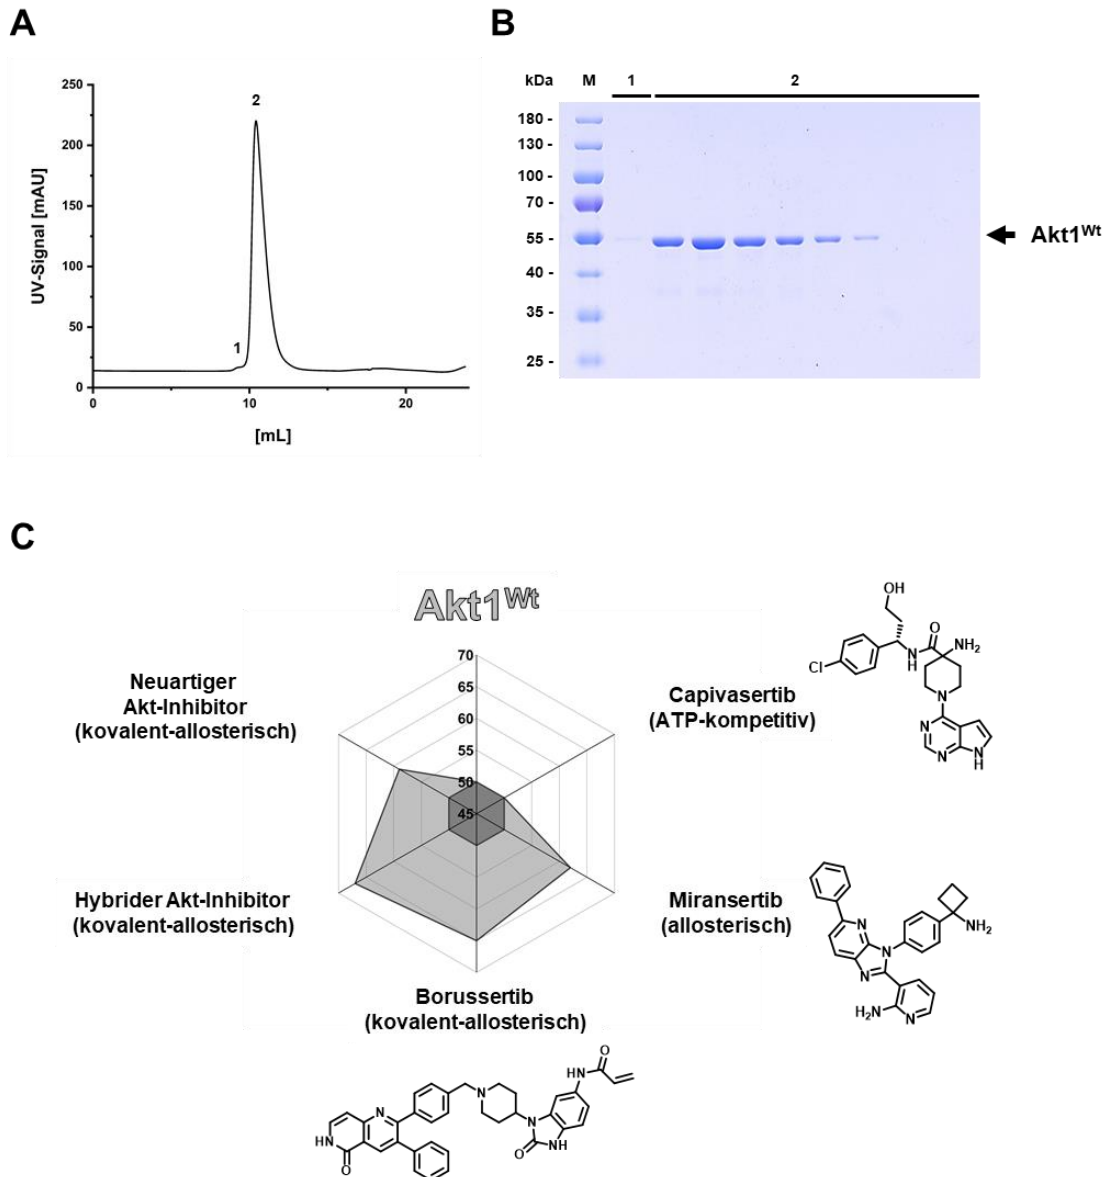 A
250
200
150
100
50
0
UV-Signal [mAU]
1
2
0
10
20
[mL]
B
kDa
M
1
2
180 -
130 -
100 -
70 -
55 -
40 -
35 -
25 -
Akt1Wt
C
Akt1Wt
70
65
60
55
50
45
Neuartiger
Akt-Inhibitor
(kovalent-allosterisch)
Capivasertib
(ATP-kompetitiv)
OH
O
NH2
N
H
Cl
N
N
N
N
H
Hybrider Akt-Inhibitor
(kovalent-allosterisch)
Miransertib
(allosterisch)
N
N
N
NH2
H2N
N
Borussertib
(kovalent-allosterisch)
O
NH
N
N
N
NH
O
HN
O